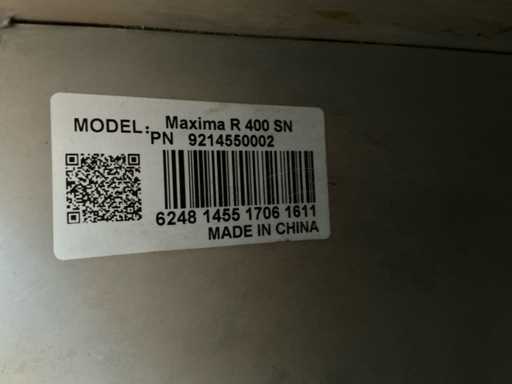 MODEL: Maxima R 400 SN
PN 9214550002
6248 1455 1706 1611
MADE IN CHINA